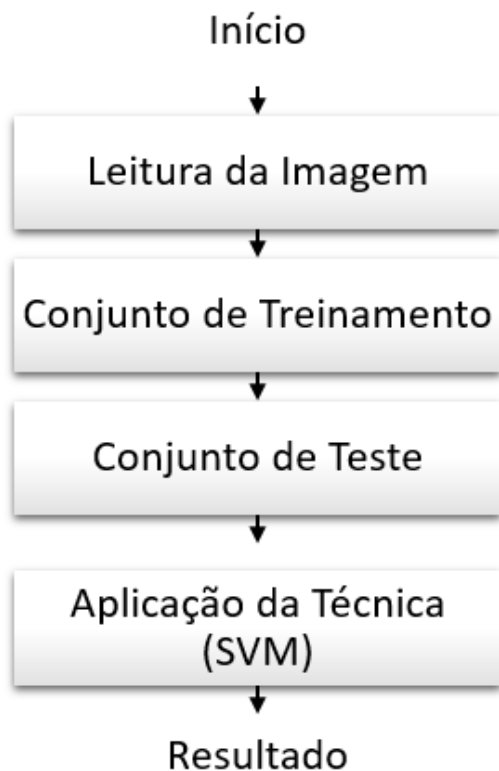 Início
Leitura da Imagem
Conjunto de Treinamento
Conjunto de Teste
Aplicação da Técnica
(SVM)
Resultado